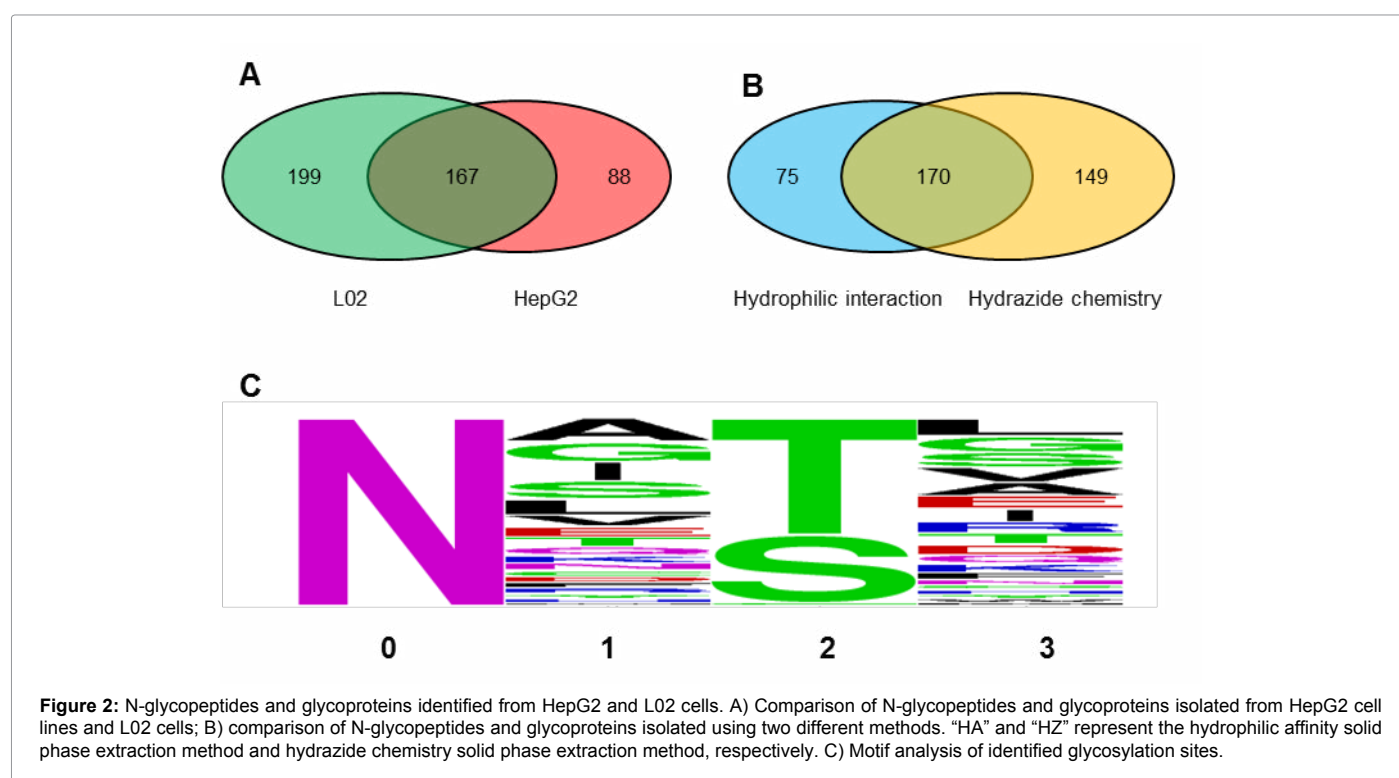 A
B
199
167
88
75
170
149
L02
HepG2
Hydrophilic interaction
Hydrazide chemistry
C
N
A
G
I
S
L
V
T
S
L
G
S
V
A
0
1
2
3
Figure 2: N-glycopeptides and glycoproteins identified from HepG2 and L02 cells. A) Comparison of N-glycopeptides and glycoproteins isolated from HepG2 cell
lines and L02 cells; B) comparison of N-glycopeptides and glycoproteins isolated using two different methods. “HA” and “HZ” represent the hydrophilic affinity solid
phase extraction method and hydrazide chemistry solid phase extraction method, respectively. C) Motif analysis of identified glycosylation sites.